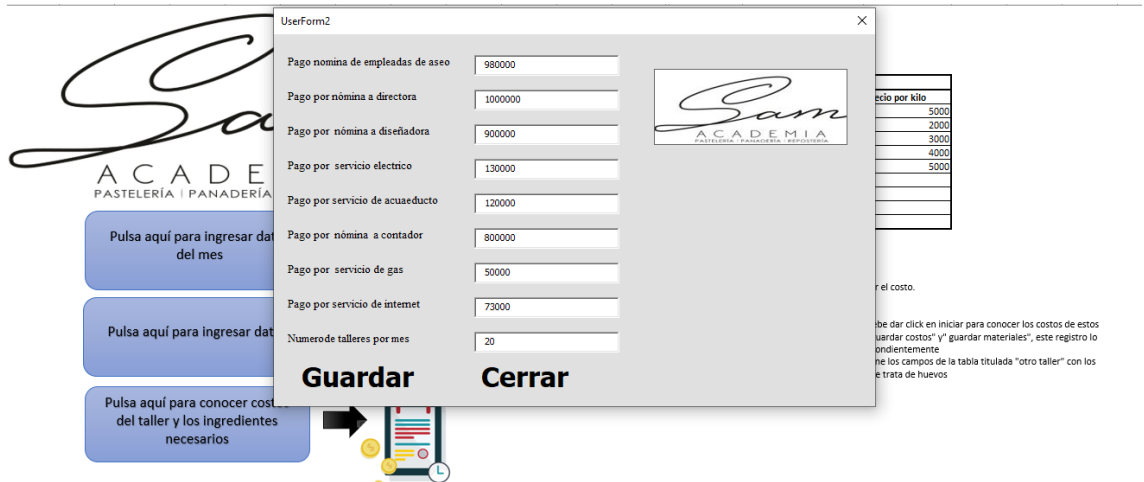 UserForm2
Pago nomina de empleadas de aseo
980000
Pago por nómina a directora
1000000
Pago por nómina a diseñadora
900000
Pago por servicio electrico
130000
Pago por servicio de acuaeducto
120000
Pago por nómina a contador
800000
Pago por servicio de gas
50000
Pago por servicio de internet
73000
Numerode talleres por mes
20
Guardar
Cerrar
Sam
ACADEMIA
PASTELERÍA PANADERÍA REPOSTERÍA
ACADE
PASTELERÍA | PANADERÍA
Pulsa aquí para ingresar dat
del mes
Pulsa aquí para ingresar dat
Pulsa aquí para conocer cost
del taller y los ingredientes
necesarios
ecio por kilo
5000
2000
3000
4000
5000
r el costo.
ebe dar click en iniciar para conocer los costos de estos
uardar costos" y" guardar materiales", este registro lo
ondientemente
ne los campos de la tabla titulada "otro taller" con los
e trata de huevos